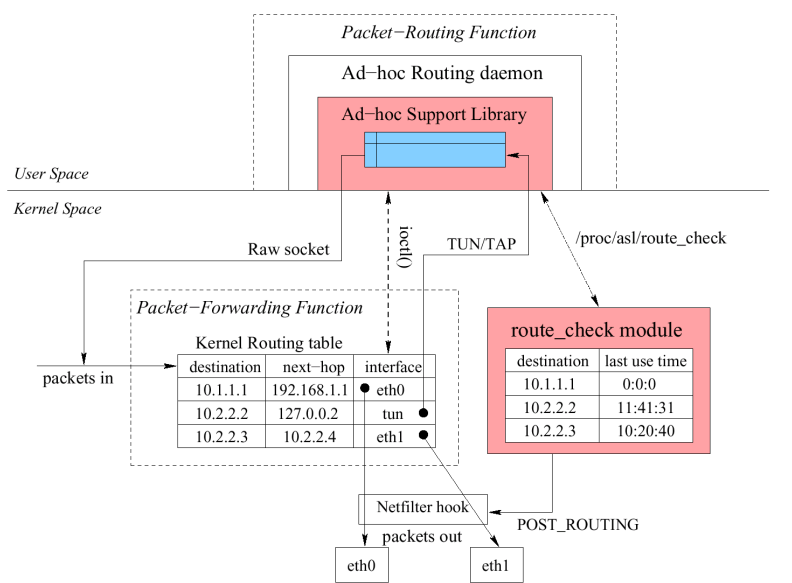 Packet−Routing Function
Ad−hoc Routing daemon
Ad−hoc Support Library
User Space
Kernel Space
Raw socket
ioctl()
TUN/TAP
/proc/asl/route_check
Packet−Forwarding Function
Kernel Routing table
destination next−hop interface
10.1.1.1 192.168.1.1 eth0
10.2.2.2 127.0.0.2 tun
10.2.2.3 10.2.2.4 eth1
packets in
route_check module
destination last use time
10.1.1.1 0:0:0
10.2.2.2 11:41:31
10.2.2.3 10:20:40
Netfilter hook
POST_ROUTING
packets out
eth0 eth1